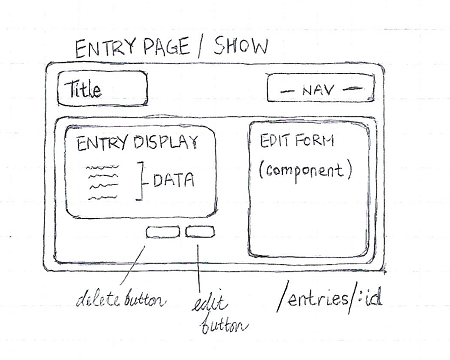 ENTRY PAGE / SHOW
Title
— NAV —
ENTRY DISPLAY
DATA
EDIT FORM
(component)
delete button
edit
button
/entries/:id